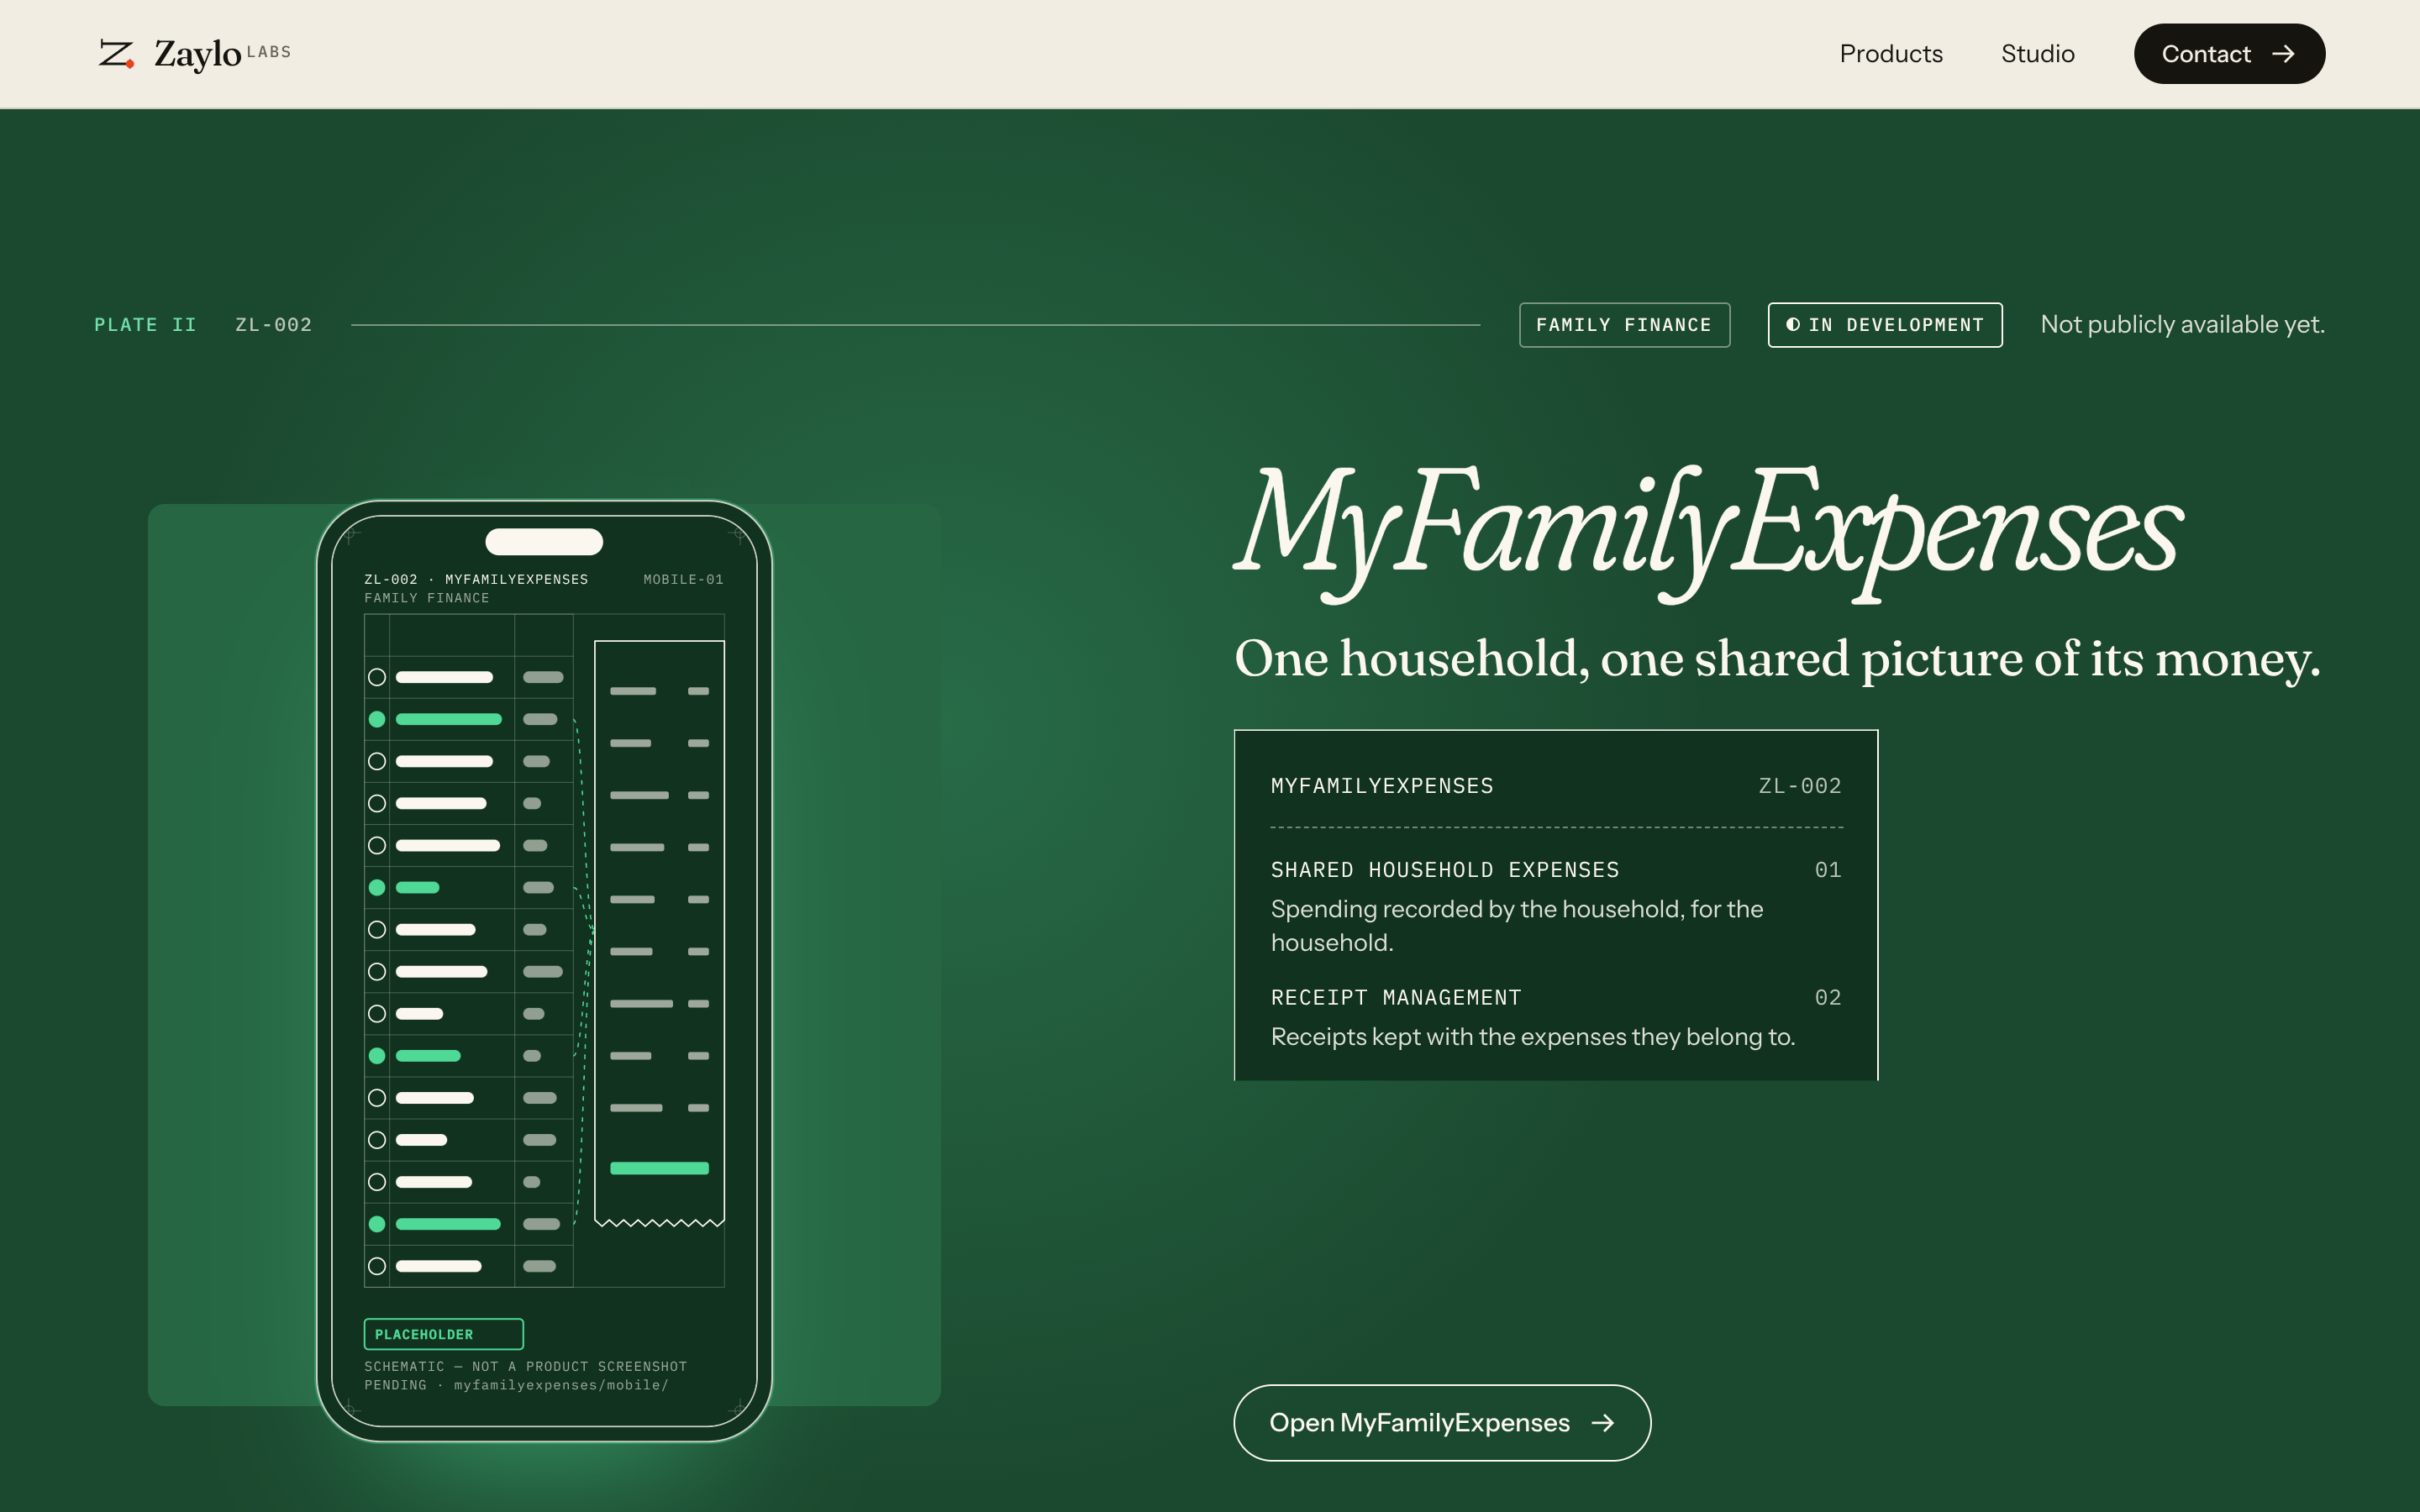 Zaylo LABS
Products
Studio
Contact →
PLATE II
ZL-002
FAMILY FINANCE
IN DEVELOPMENT
Not publicly available yet.
ZL-002 · MYFAMILYEXPENSES
MOBILE-01
FAMILY FINANCE
PLACEHOLDER
SCHEMATIC — NOT A PRODUCT SCREENSHOT
PENDING · myfamilyexpenses/mobile/
MyFamilyExpenses
One household, one shared picture of its money.
MYFAMILYEXPENSES
ZL-002
SHARED HOUSEHOLD EXPENSES
01
Spending recorded by the household, for the
household.
RECEIPT MANAGEMENT
02
Receipts kept with the expenses they belong to.
Open MyFamilyExpenses →